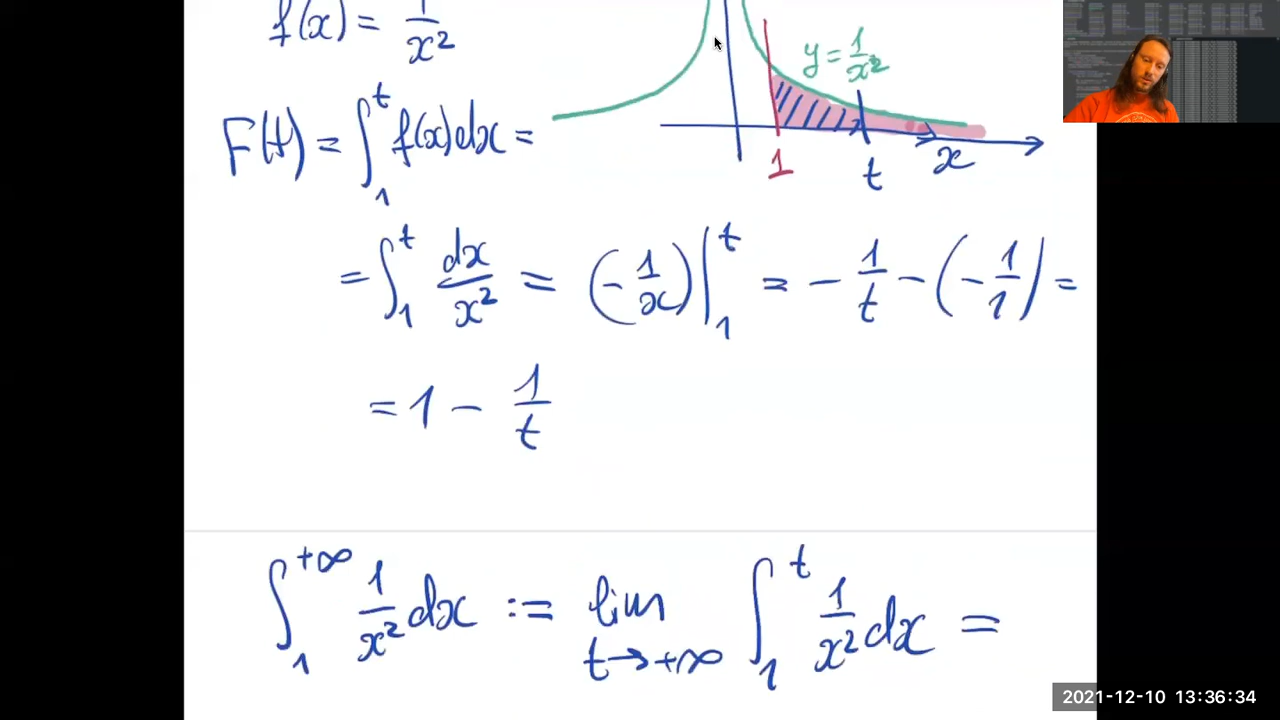 f(x) = 1/x²
y = 1/x²
F(t) = ∫₁ᵗ f(x)dx =
1 t x
= ∫₁ᵗ dx/x² = (-1/x)|₁ᵗ = -1/t - (-1/1) =
= 1 - 1/t
∫₁^{+∞} 1/x² dx := lim_{t→+∞} ∫₁ᵗ 1/x² dx =
2021-12-10 13:36:34